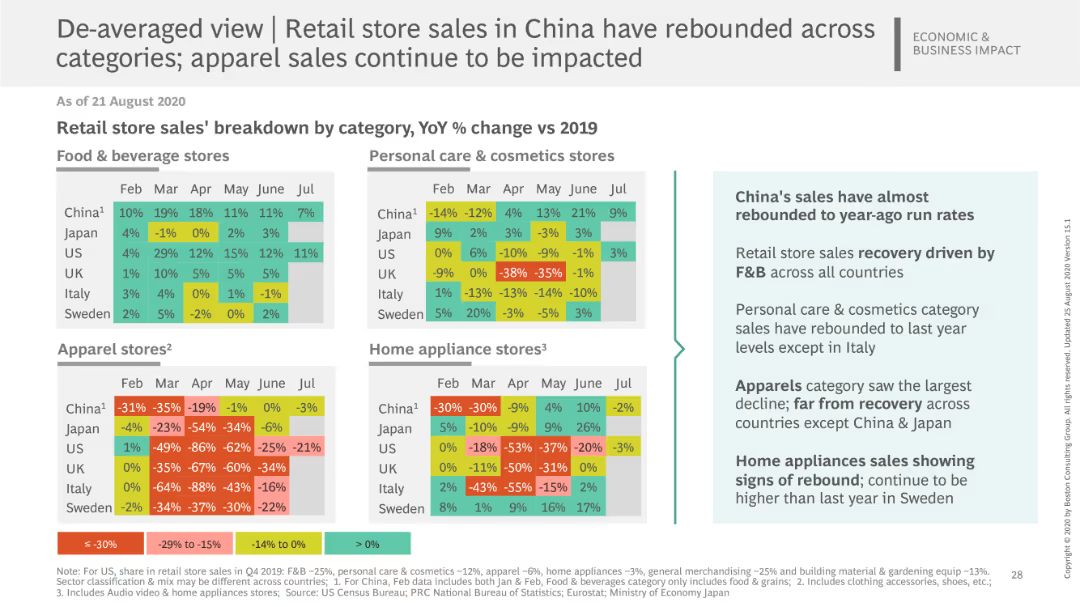 De-averaged view | Retail store sales in China have rebounded across
categories; apparel sales continue to be impacted
ECONOMIC &
BUSINESS IMPACT
As of 21 August 2020
Retail store sales' breakdown by category, YoY % change vs 2019
Food & beverage stores
Feb Mar Apr May June Jul
China¹ 10% 19% 18% 11% 11% 7%
Japan 4% -1% 0% 2% 3%
US 4% 29% 12% 15% 12% 11%
UK 1% 10% 5% 5% 5%
Italy 3% 4% 0% 1% -1%
Sweden 2% 5% -2% 0% 2%
Personal care & cosmetics stores
Feb Mar Apr May June Jul
China¹ -14% -12% 4% 13% 21% 9%
Japan 9% 2% 3% -3% 3%
US 0% 6% -10% -9% -1% 3%
UK -9% 0% -38% -35% -1%
Italy 1% -13% -13% -14% -10%
Sweden 5% 20% -3% -5% 3%
Apparel stores²
Feb Mar Apr May June Jul
China¹ -31% -35% -19% -1% 0% -3%
Japan -4% -23% -54% -34% -6%
US 1% -49% -86% -62% -25% -21%
UK 0% -35% -67% -60% -34%
Italy 0% -64% -88% -43% -16%
Sweden -2% -34% -37% -30% -22%
Home appliance stores³
Feb Mar Apr May June Jul
China¹ -30% -30% -9% 4% 10% -2%
Japan 5% -10% -9% 9% 26%
US 0% -18% -53% -37% -20% -3%
UK 0% -11% -50% -31% 0%
Italy 2% -43% -55% -15% 2%
Sweden 8% 1% 9% 16% 17%
≤ -30% -29% to -15% -14% to 0% > 0%
China's sales have almost
rebounded to year-ago run rates
Retail store sales recovery driven by
F&B across all countries
Personal care & cosmetics category
sales have rebounded to last year
levels except in Italy
Apparels category saw the largest
decline; far from recovery across
countries except China & Japan
Home appliances sales showing
signs of rebound; continue to be
higher than last year in Sweden
Note: For US, share in retail store sales in Q4 2019: F&B ~25%, personal care & cosmetics ~12%, apparel ~6%, home appliances ~3%, general merchandising ~25% and building material & gardening equip ~13%.
Sector classification & mix may be different across countries; 1. For China, Feb data includes both Jan & Feb, Food & beverages category only includes food & grains; 2. Includes clothing accessories, shoes, etc.;
3. Includes Audio video & home appliances stores; Source: US Census Bureau; PRC National Bureau of Statistics; Eurostat; Ministry of Economy Japan
28
Copyright © 2020 by Boston Consulting Group. All rights reserved. Updated 25 August 2020 Version 15.1